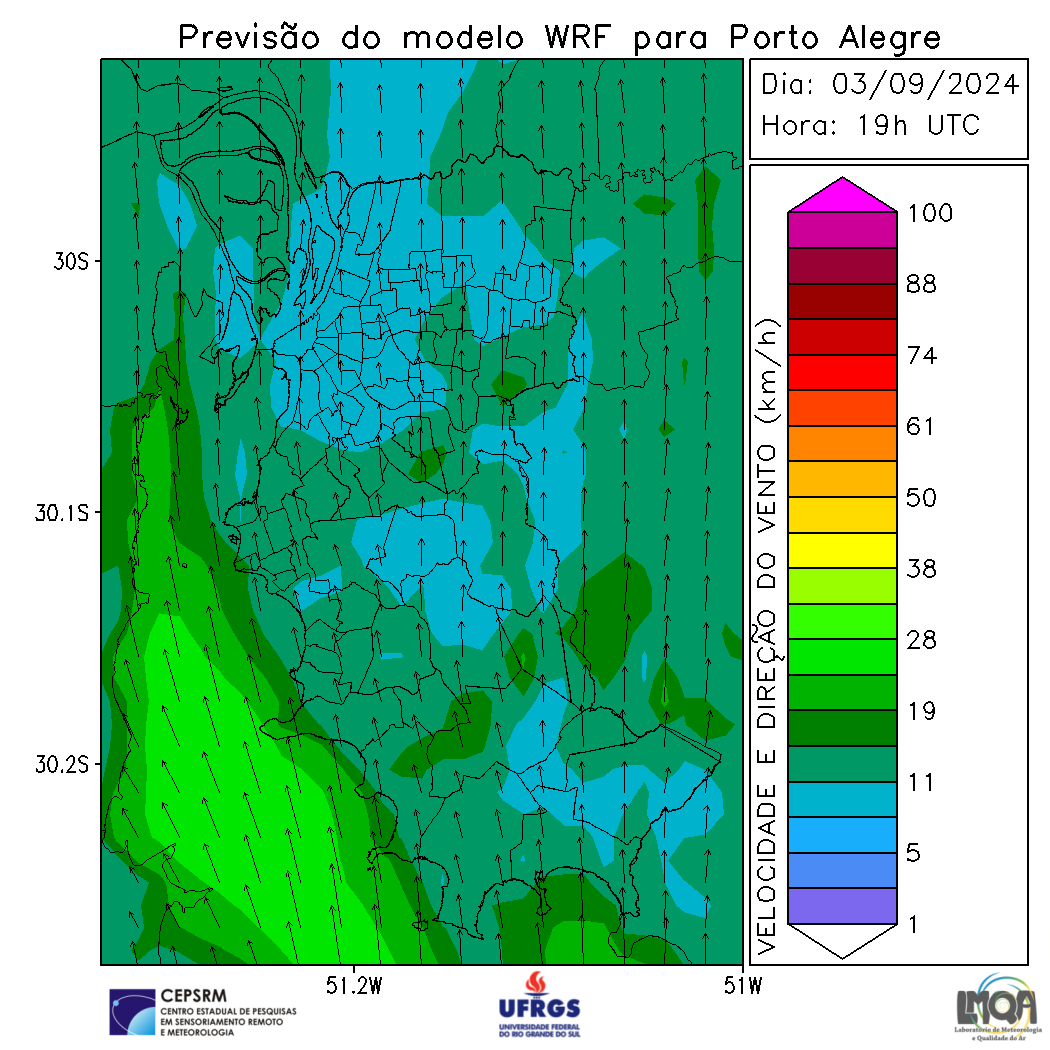 Previsão do modelo WRF para Porto Alegre
Dia: 03/09/2024
Hora: 19h UTC
30S
30.1S
30.2S
51.2W
51W
VELOCIDADE E DIREÇÃO DO VENTO (km/h)
100
88
74
61
50
38
28
19
11
5
1
CEPSRM
CENTRO ESTADUAL DE PESQUISAS
EM SENSORIAMENTO REMOTO
E METEOROLOGIA
UFRGS
UNIVERSIDADE FEDERAL
DO RIO GRANDE DO SUL
LMQA
Laboratório de Meteorologia
e Qualidade do Ar